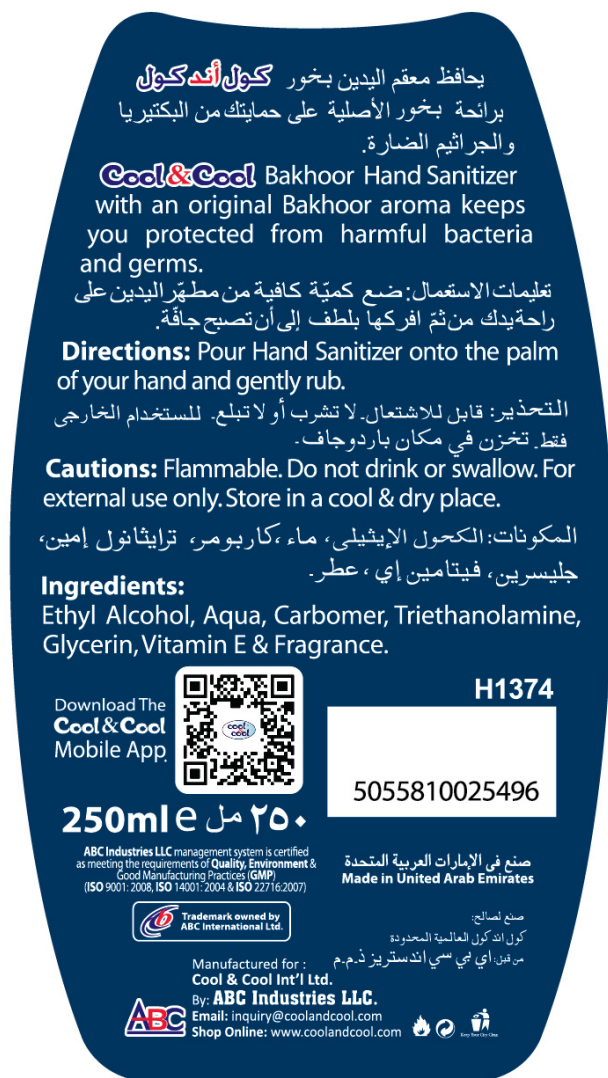 يحافظ معقم اليدين بخور كول أند كول
برائحة بخور الأصلية على حمايتك من البكتيريا
والجراثيم الضارة.
Cool&Cool Bakhoor Hand Sanitizer
with an original Bakhoor aroma keeps
you protected from harmful bacteria
and germs.
تعليمات الاستعمال: ضع كميّة كافية من مطهّر اليدين على
راحة يدك من ثمّ افركها بلطف إلى أن تصبح جافّة.
Directions: Pour Hand Sanitizer onto the palm
of your hand and gently rub.
التحذير: قابل للاشتعال. لا تشرب أو لا تبلع. للستخدام الخارجى
فقط. تخزن في مكان باردوجاف.
Cautions: Flammable. Do not drink or swallow. For
external use only. Store in a cool & dry place.
المكونات: الكحول الإيثيلى، ماء، كاربومر، ترايثانول إمين،
جليسرين، فيتامين إي، عطر.
Ingredients:
Ethyl Alcohol, Aqua, Carbomer, Triethanolamine,
Glycerin, Vitamin E & Fragrance.
Download The
Cool&Cool
Mobile App.
cool cool
H1374
5055810025496
250ml e ٢٥٠ مل
ABC Industries LLC management system is certified
as meeting the requirements of Quality, Environment &
Good Manufacturing Practices (GMP)
(ISO 9001: 2008, ISO 14001: 2004 & ISO 22716:2007)
صنع فى الإمارات العربية المتحدة
Made in United Arab Emirates
Trademark owned by
ABC International Ltd.
صنع لصالح:
كول اند كول العالمية المحدودة
من قبل: أي بي سي اندستريز ذ.م.م
Manufactured for :
Cool & Cool Int'l Ltd.
By: ABC Industries LLC.
ABC
Email: inquiry@coolandcool.com
Shop Online: www.coolandcool.com
Keep Your City Clean